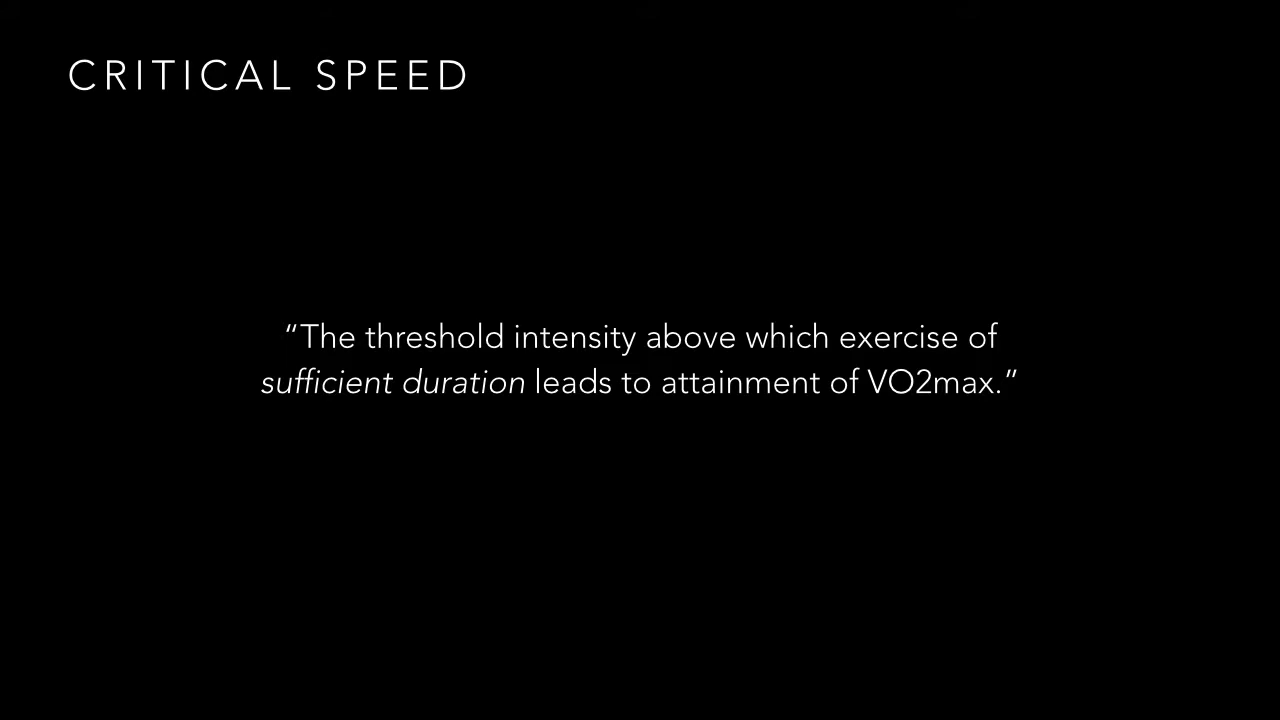 CRITICAL SPEED
“The threshold intensity above which exercise of
sufficient duration leads to attainment of VO2max.”